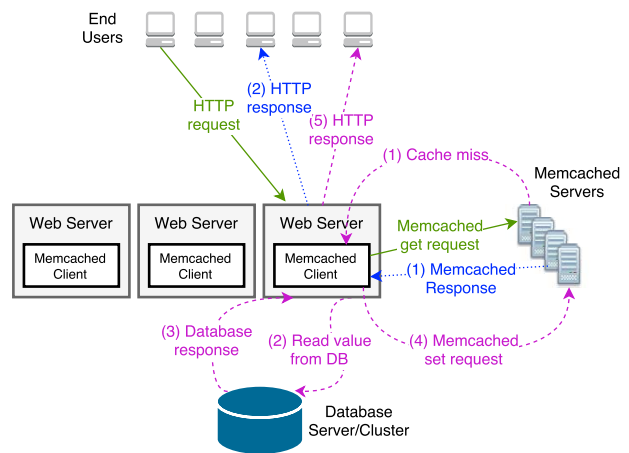 End
Users
(2) HTTP
response
HTTP
request
(5) HTTP
response
(1) Cache miss
Memcached
Servers
Web Server
Memcached
Client
Web Server
Memcached
Client
Web Server
Memcached
Client
Memcached
get request
(1) Memcached
Response
(3) Database
response
(2) Read value
from DB
(4) Memcached
set request
Database
Server/Cluster